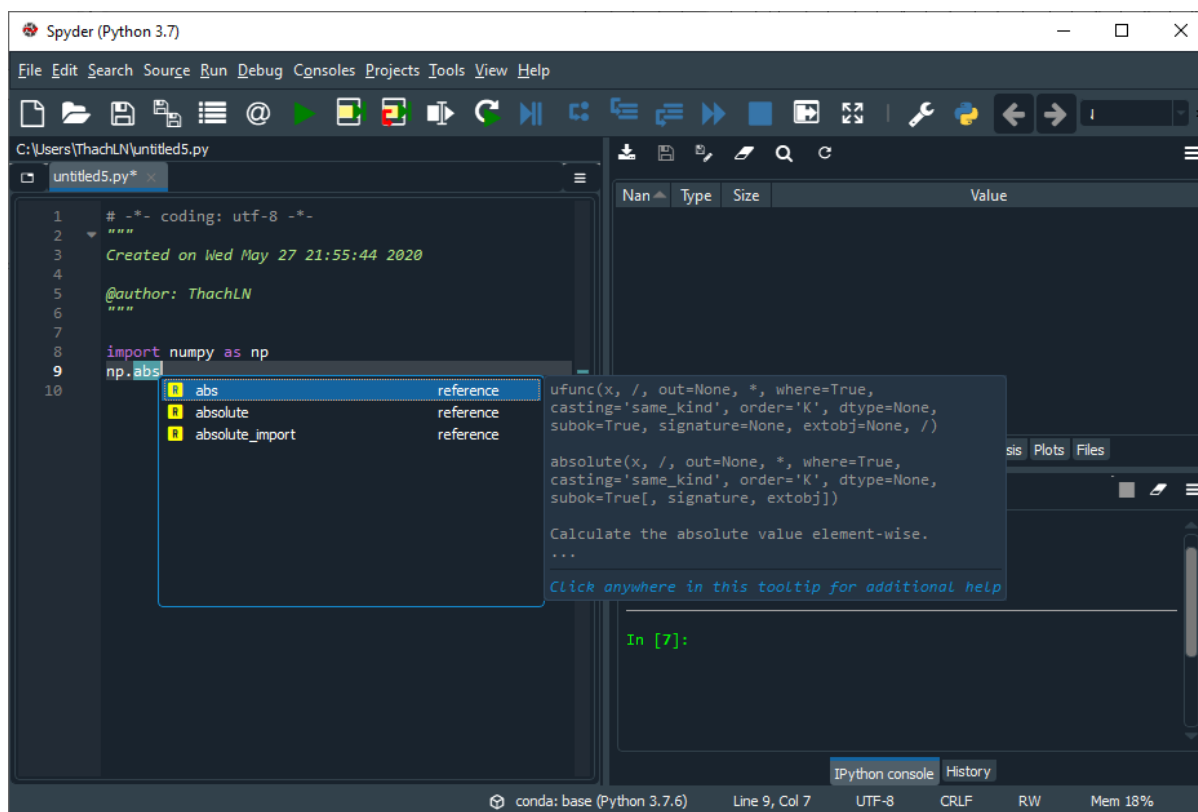 Spyder (Python 3.7)
File Edit Search Source Run Debug Consoles Projects Tools View Help
C:\Users\ThachLN\untitled5.py
untitled5.py*
1 # -*- coding: utf-8 -*-
2 """
3 Created on Wed May 27 21:55:44 2020
4
5 @author: ThachLN
6 """
7
8 import numpy as np
9 np.abs
10
abs reference
absolute reference
absolute_import reference
ufunc(x, /, out=None, *, where=True,
casting='same_kind', order='K', dtype=None,
subok=True, signature=None, extobj=None, /)
absolute(x, /, out=None, *, where=True,
casting='same_kind', order='K', dtype=None,
subok=True[, signature, extobj])
Calculate the absolute value element-wise.
...
Click anywhere in this tooltip for additional help
Nan Type Size Value
sis Plots Files
In [7]:
IPython console History
conda: base (Python 3.7.6) Line 9, Col 7 UTF-8 CRLF RW Mem 18%